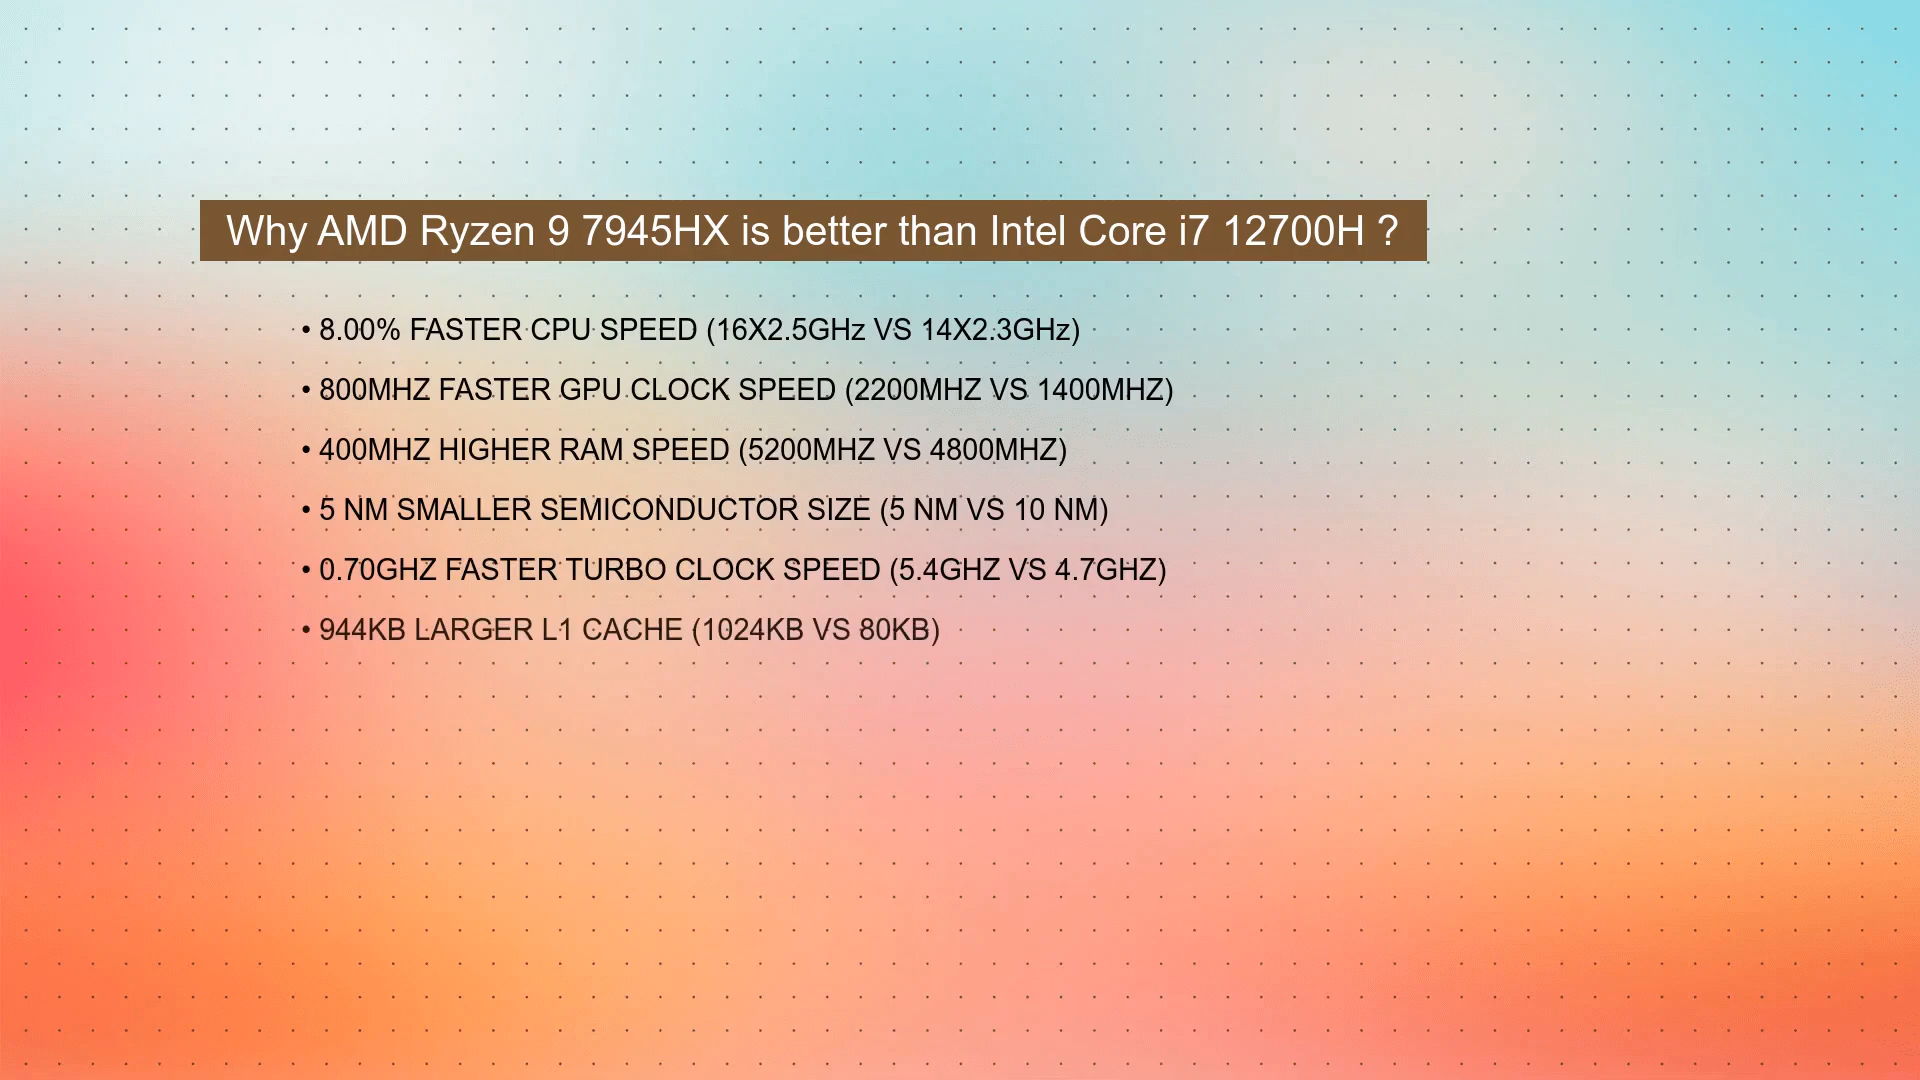 Why AMD Ryzen 9 7945HX is better than Intel Core i7 12700H ?
• 8.00% FASTER CPU SPEED (16X2.5GHz VS 14X2.3GHz)
• 800MHZ FASTER GPU CLOCK SPEED (2200MHZ VS 1400MHZ)
• 400MHZ HIGHER RAM SPEED (5200MHZ VS 4800MHZ)
• 5 NM SMALLER SEMICONDUCTOR SIZE (5 NM VS 10 NM)
• 0.70GHZ FASTER TURBO CLOCK SPEED (5.4GHZ VS 4.7GHZ)
• 944KB LARGER L1 CACHE (1024KB VS 80KB)